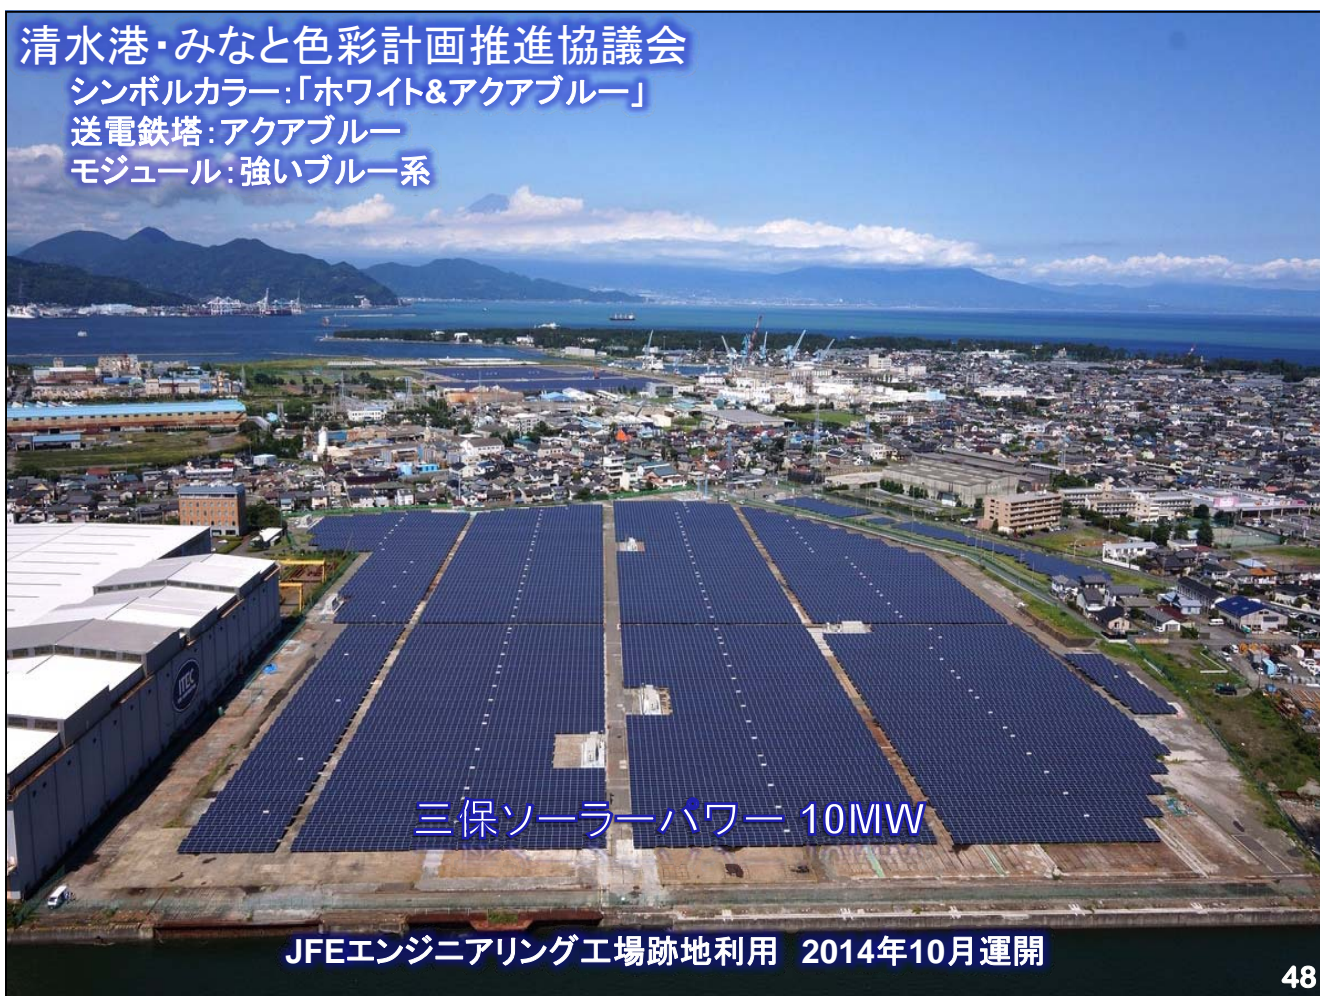 清水港・みなと色彩計画推進協議会
シンボルカラー：「ホワイト&アクアブルー」
送電鉄塔：アクアブルー
モジュール：強いブルー系
ITEC
三保ソーラーパワー 10MW
JFEエンジニアリング工場跡地利用　2014年10月運開
48